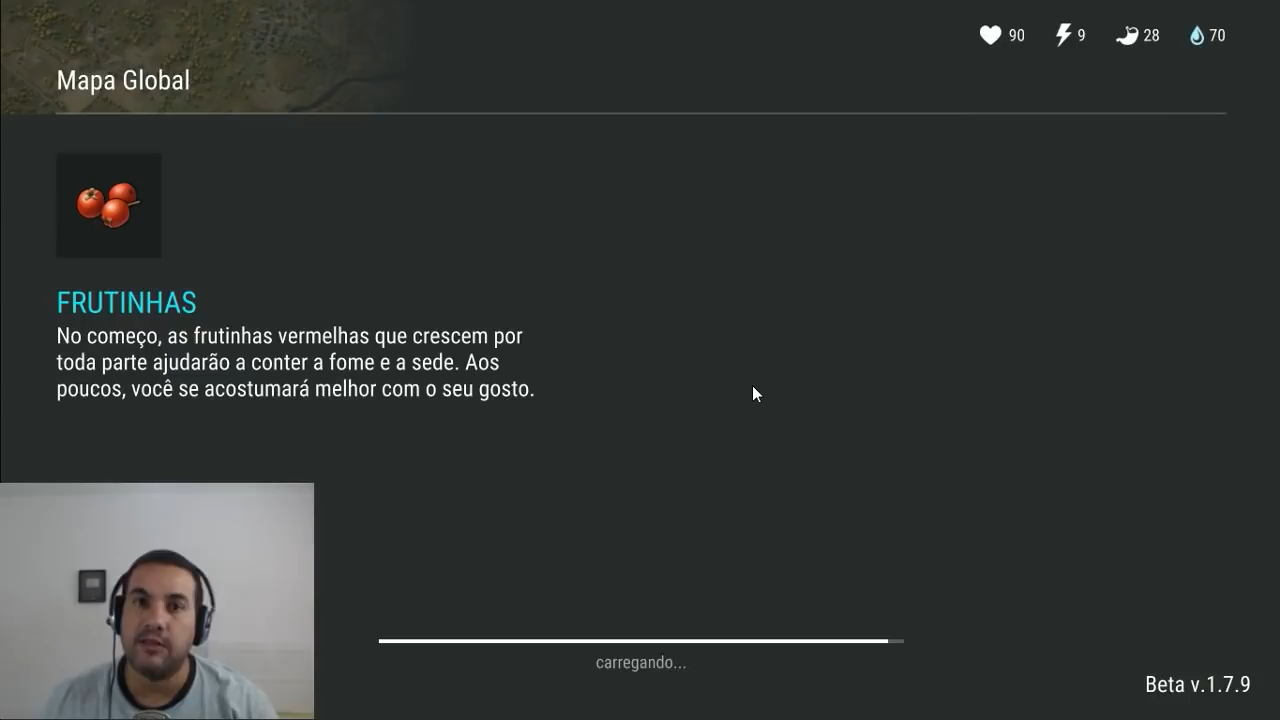 90 9 28 70
Mapa Global
FRUTINHAS
No começo, as frutinhas vermelhas que crescem por
toda parte ajudarão a conter a fome e a sede. Aos
poucos, você se acostumará melhor com o seu gosto.
carregando...
Beta v.1.7.9